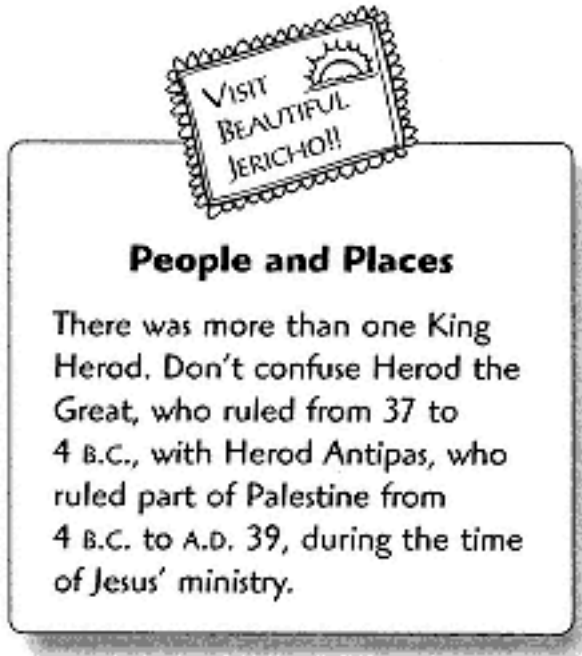 VISIT
BEAUTIFUL
JERICHO!!
People and Places
There was more than one King
Herod. Don't confuse Herod the
Great, who ruled from 37 to
4 B.C., with Herod Antipas, who
ruled part of Palestine from
4 B.C. to A.D. 39, during the time
of Jesus' ministry.